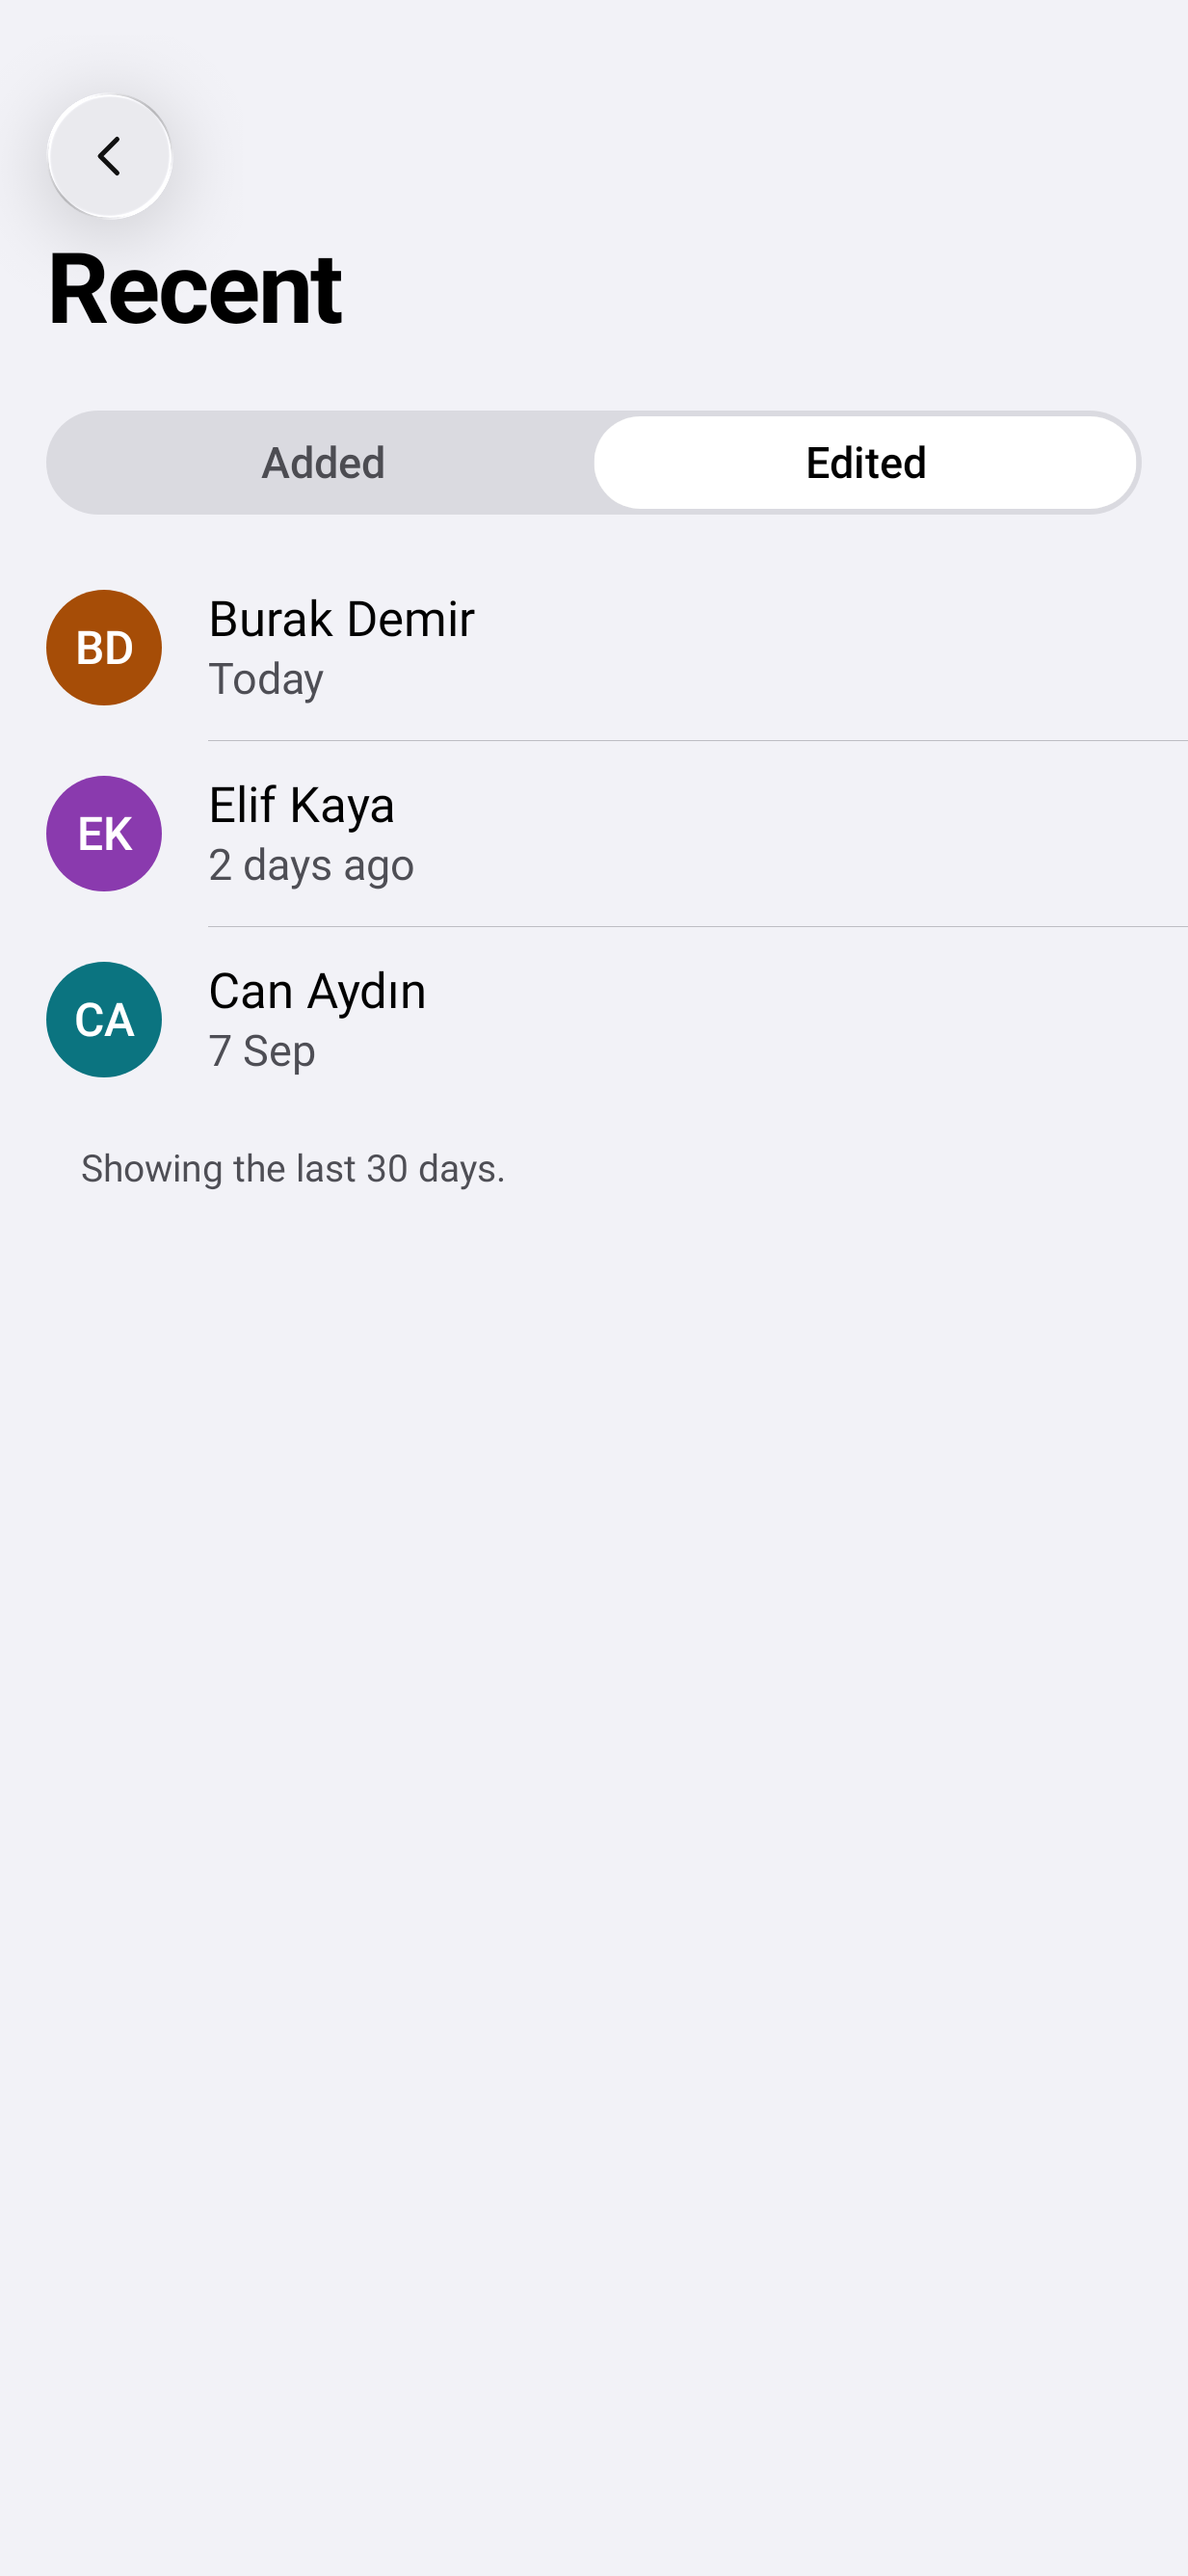 Recent
Added
Edited
BD
Burak Demir
Today
EK
Elif Kaya
2 days ago
CA
Can Aydın
7 Sep
Showing the last 30 days.